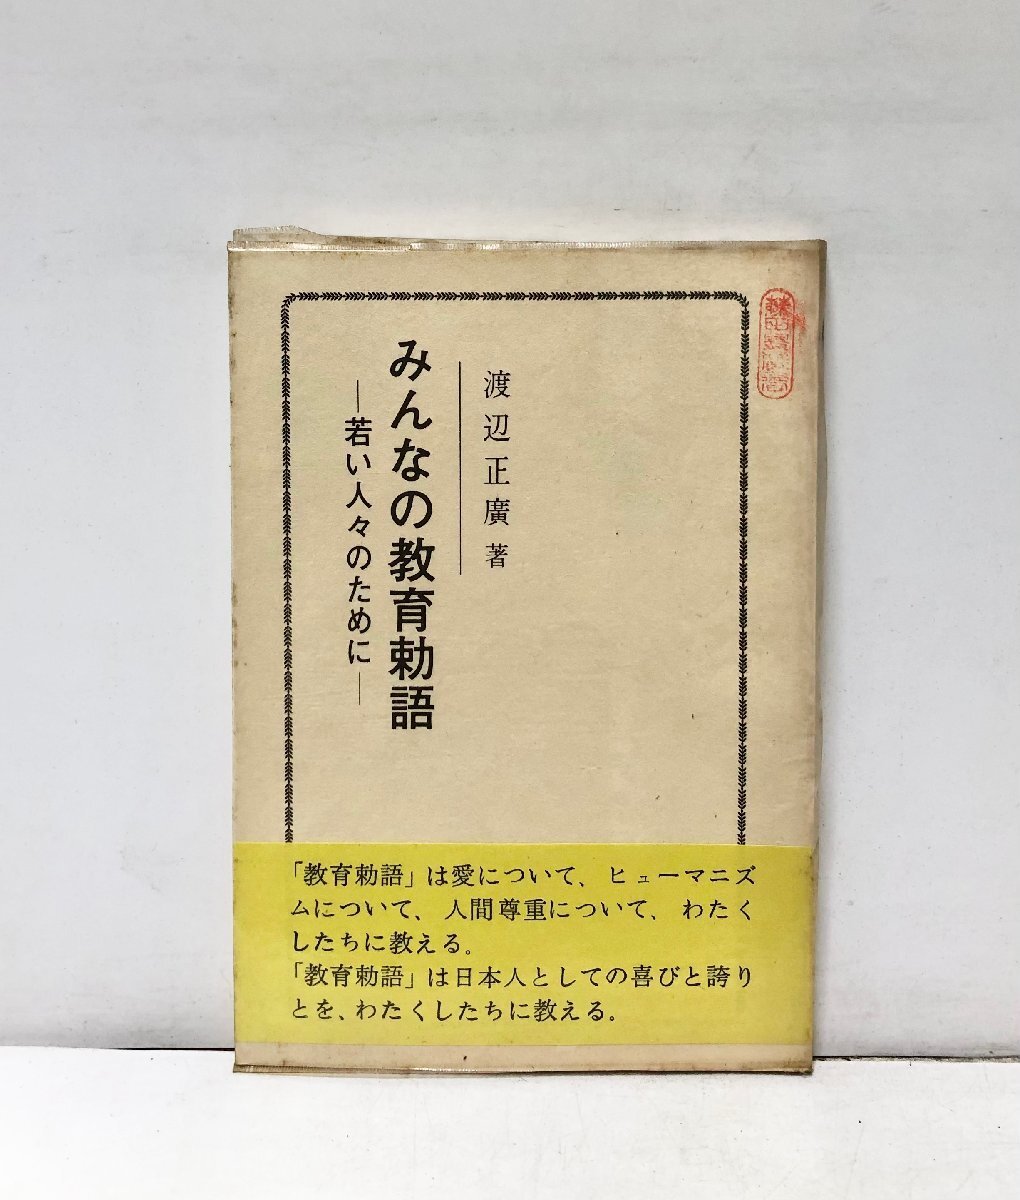 渡辺正廣 著
みんなの教育勅語
―若い人々のために―
「教育勅語」は愛について、ヒューマニズ
ムについて、人間尊重について、わたく
したちに教える。
「教育勅語」は日本人としての喜びと誇り
とを、わたくしたちに教える。